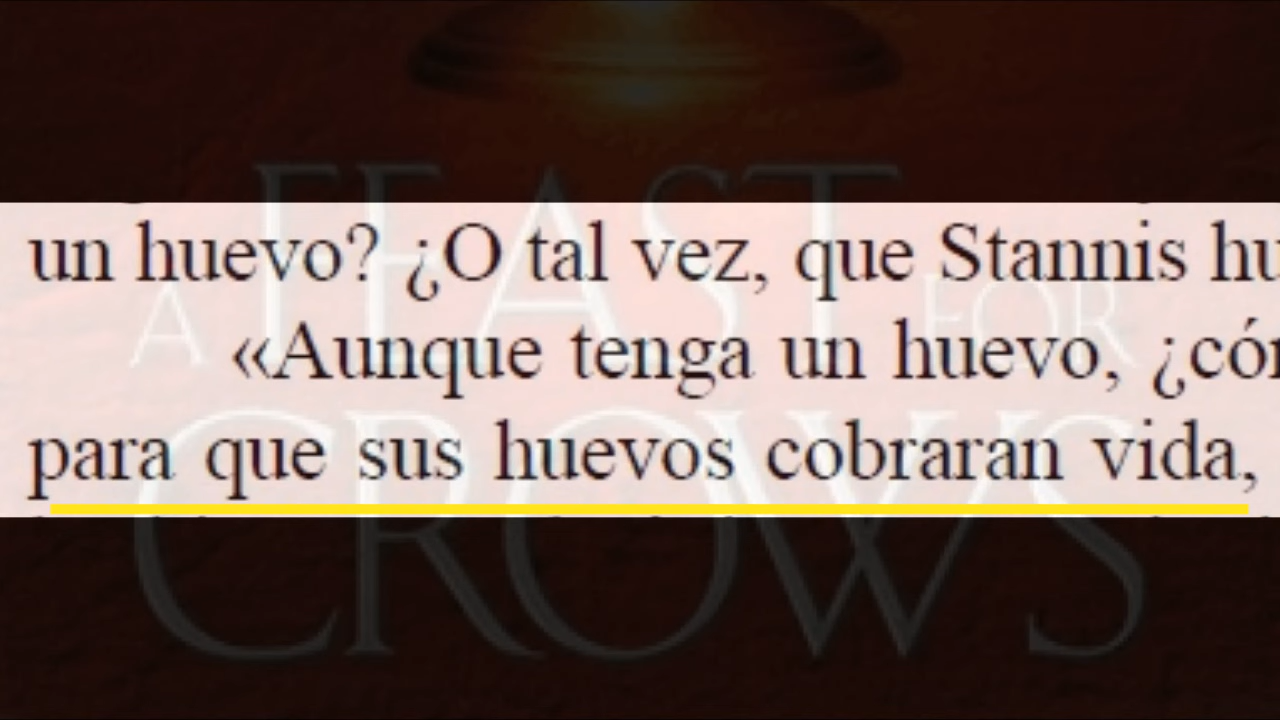 un huevo? ¿O tal vez, que Stannis hu
«Aunque tenga un huevo, ¿có
para que sus huevos cobraran vida,
A FEAST FOR
CROWS